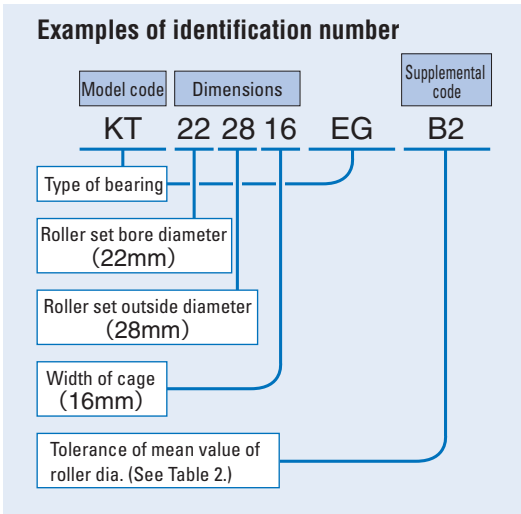 Examples of identification number
Model code
Dimensions
Supplemental
code
KT 22 28 16 EG B2
Type of bearing
Roller set bore diameter
(22mm)
Roller set outside diameter
(28mm)
Width of cage
(16mm)
Tolerance of mean value of
roller dia. (See Table 2.)